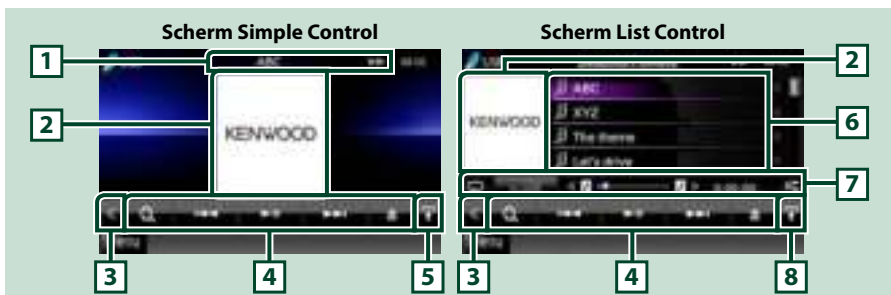 Scherm Simple Control
Scherm List Control
1
ABC
2
2
KENWOOD
KENWOOD
ABC
XYZ
The theme
Let's drive
6
7
3
4
5
3
4
8